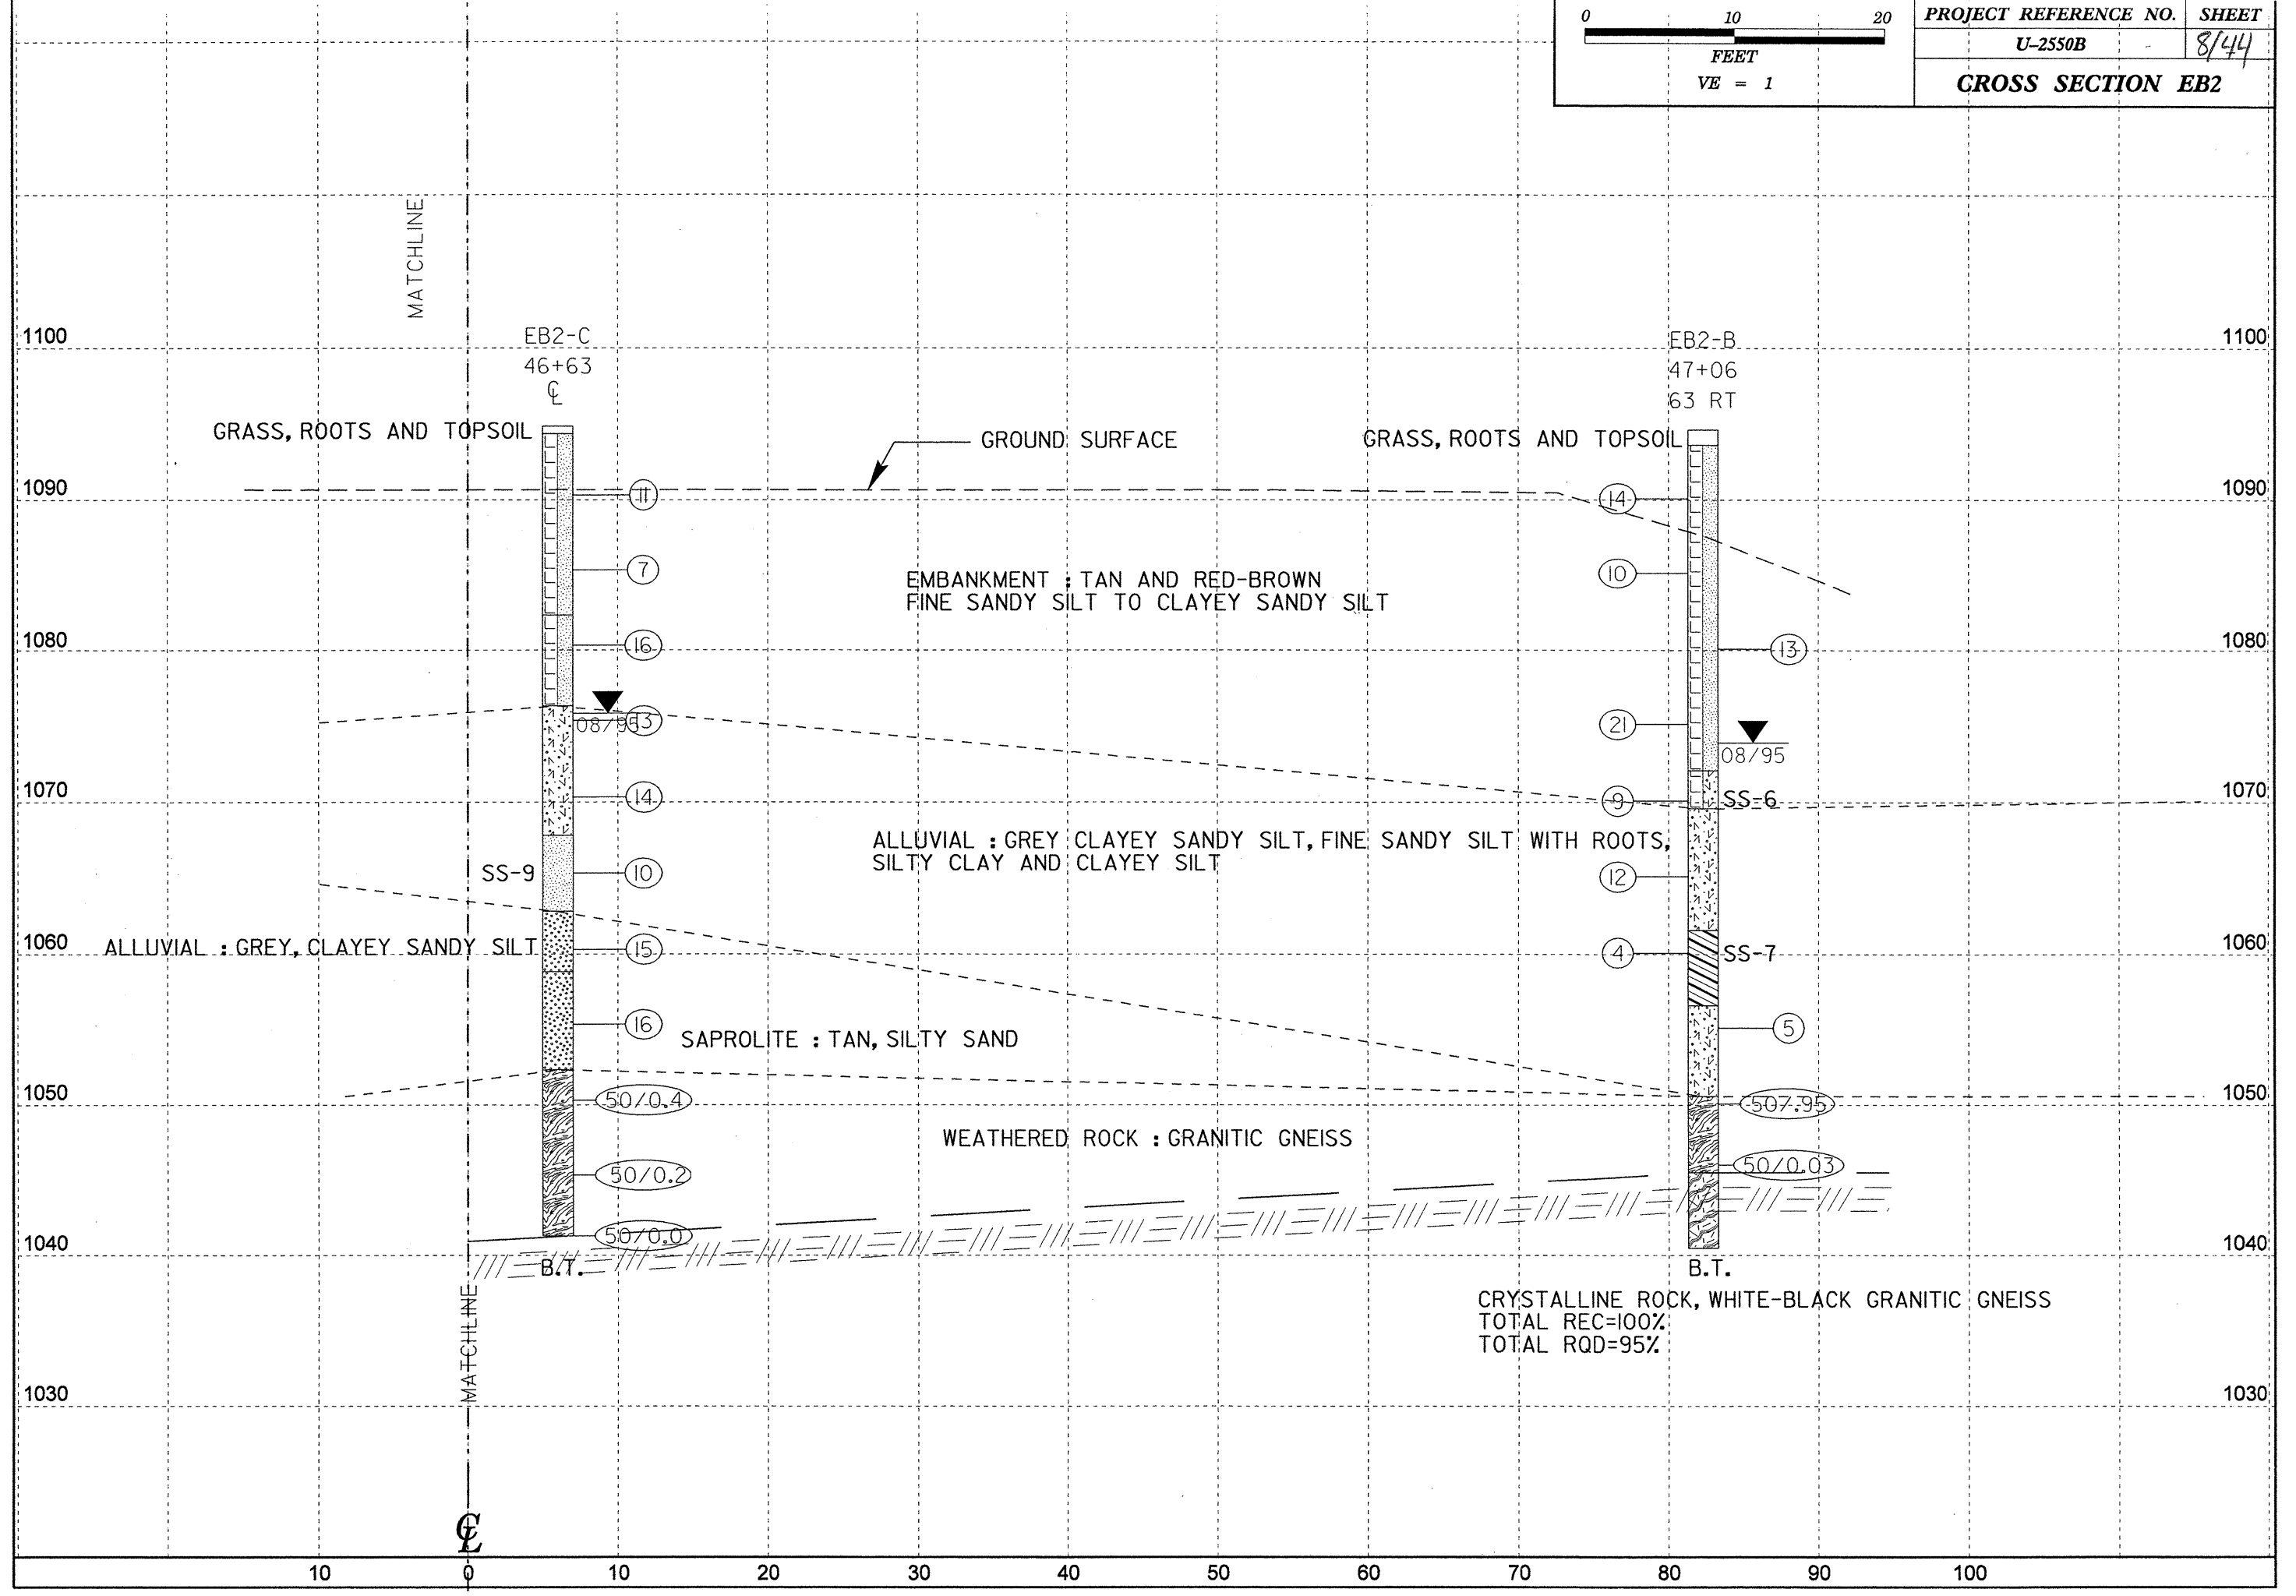 0 10 20
FEET
VE = 1
PROJECT REFERENCE NO. SHEET
U-2550B 8/44
CROSS SECTION EB2
MATCHLINE
1100 1100
EB2-C
46+63
℄
EB2-B
47+06
63 RT
GRASS, ROOTS AND TOPSOIL
GROUND SURFACE
GRASS, ROOTS AND TOPSOIL
1090 1090
11
14
7
10
EMBANKMENT : TAN AND RED-BROWN
FINE SANDY SILT TO CLAYEY SANDY SILT
1080 1080
16
13
08/95
13
21
08/95
1070 1070
14
9
SS-6
ALLUVIAL : GREY CLAYEY SANDY SILT, FINE SANDY SILT WITH ROOTS,
SILTY CLAY AND CLAYEY SILT
SS-9
10
12
1060 1060
ALLUVIAL : GREY, CLAYEY SANDY SILT
15
4
SS-7
16
5
SAPROLITE : TAN, SILTY SAND
1050 1050
50/0.4
50/.95
WEATHERED ROCK : GRANITIC GNEISS
50/0.2
50/0.03
50/0.0
1040 1040
B.T.
B.T.
CRYSTALLINE ROCK, WHITE-BLACK GRANITIC GNEISS
TOTAL REC=100%
TOTAL RQD=95%
MATCHLINE
1030 1030
℄
10 0 10 20 30 40 50 60 70 80 90 100